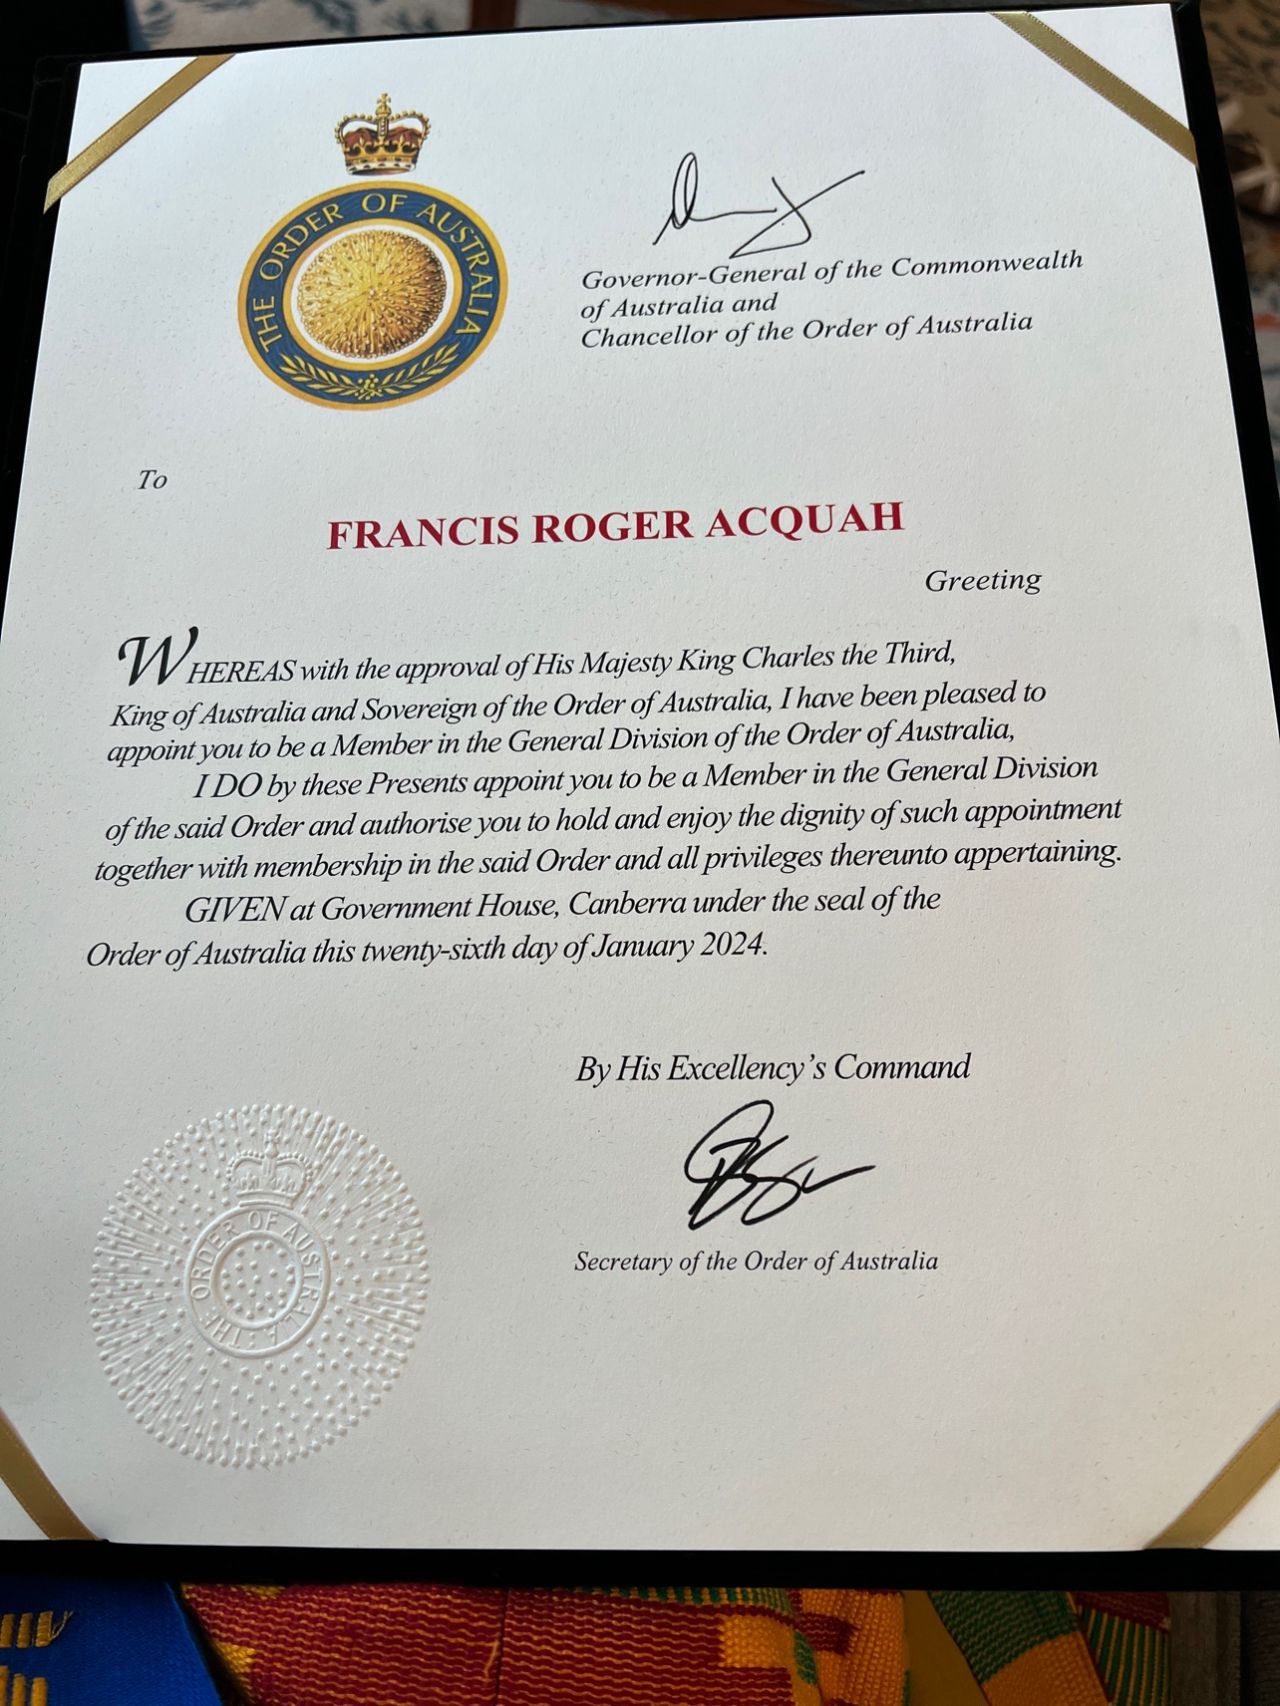 THE ORDER OF AUSTRALIA
Governor-General of the Commonwealth
of Australia and
Chancellor of the Order of Australia
To
FRANCIS ROGER ACQUAH
Greeting
WHEREAS with the approval of His Majesty King Charles the Third,
King of Australia and Sovereign of the Order of Australia, I have been pleased to
appoint you to be a Member in the General Division of the Order of Australia,
I DO by these Presents appoint you to be a Member in the General Division
of the said Order and authorise you to hold and enjoy the dignity of such appointment
together with membership in the said Order and all privileges thereunto appertaining.
GIVEN at Government House, Canberra under the seal of the
Order of Australia this twenty-sixth day of January 2024.
By His Excellency's Command
Secretary of the Order of Australia
THE ORDER OF AUSTRALIA